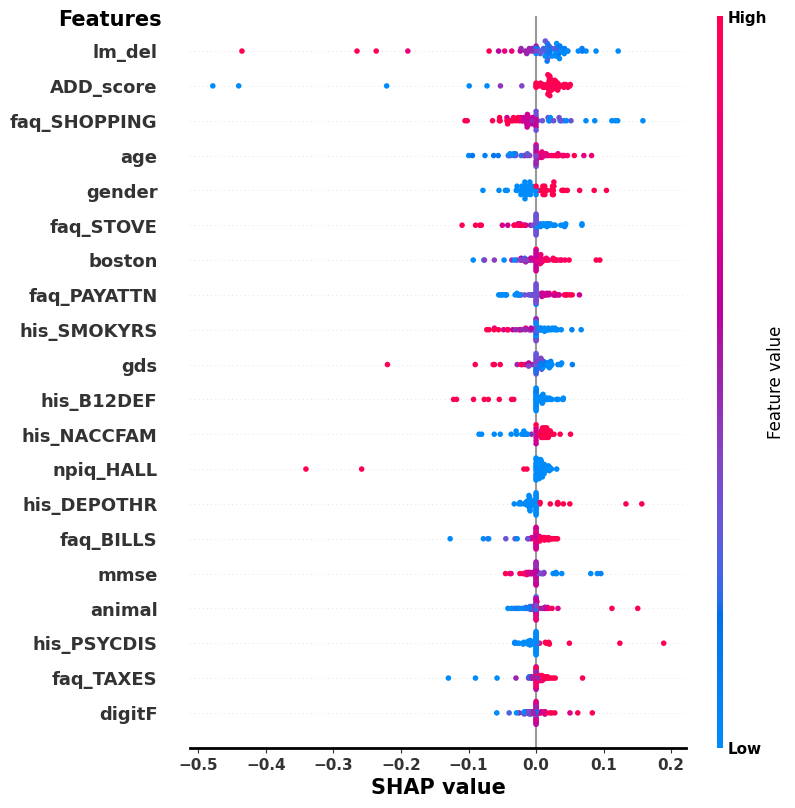 Features
High
lm_del
ADD_score
faq_SHOPPING
age
gender
faq_STOVE
boston
faq_PAYATTN
his_SMOKYRS
gds
his_B12DEF
his_NACCFAM
npiq_HALL
his_DEPOTHR
faq_BILLS
mmse
animal
his_PSYCDIS
faq_TAXES
digitF
Feature value
Low
−0.5 −0.4 −0.3 −0.2 −0.1 0.0 0.1 0.2
SHAP value